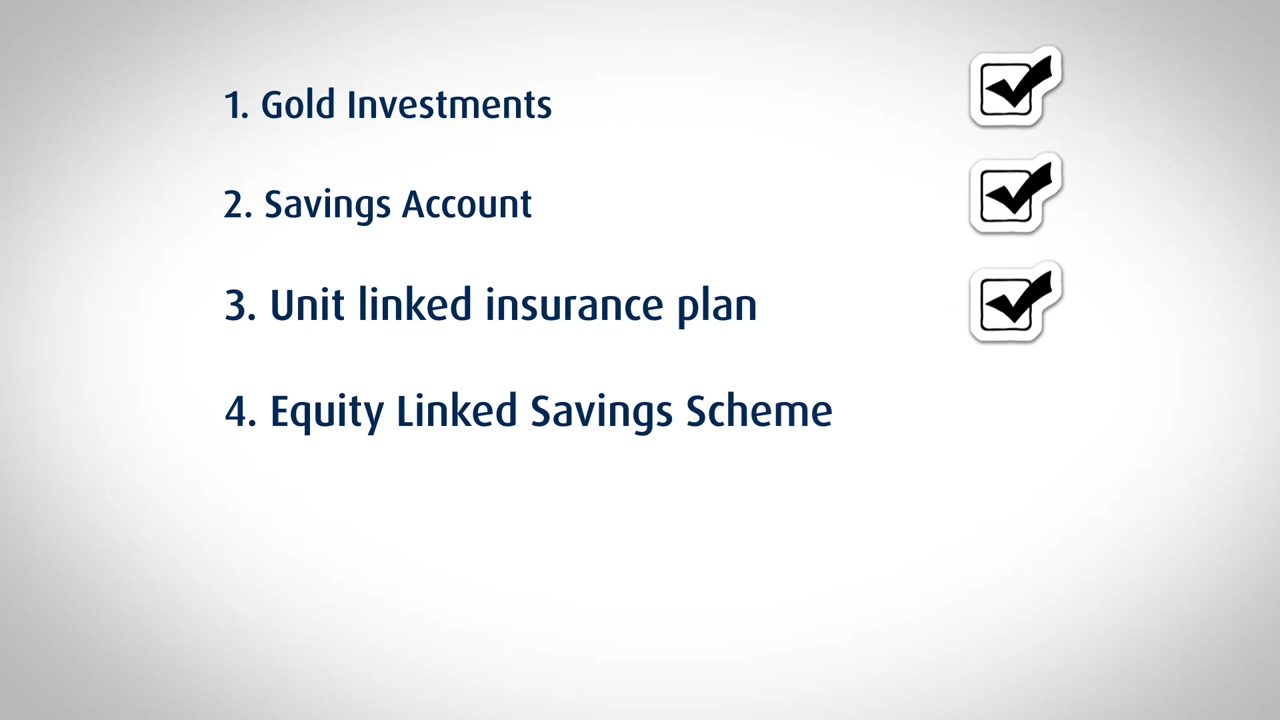 1. Gold Investments
2. Savings Account
3. Unit linked insurance plan
4. Equity Linked Savings Scheme